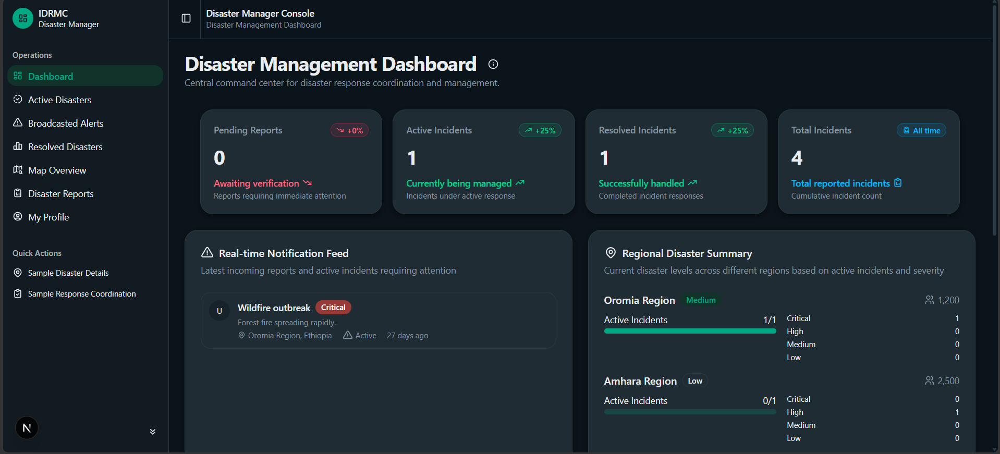 IDRMC
Disaster Manager
Operations
Dashboard
Active Disasters
Broadcasted Alerts
Resolved Disasters
Map Overview
Disaster Reports
My Profile
Quick Actions
Sample Disaster Details
Sample Response Coordination
N
Disaster Manager Console
Disaster Management Dashboard
Disaster Management Dashboard
Central command center for disaster response coordination and management.
Pending Reports +0%
0
Awaiting verification
Reports requiring immediate attention
Active Incidents +25%
1
Currently being managed
Incidents under active response
Resolved Incidents +25%
1
Successfully handled
Completed incident responses
Total Incidents All time
4
Total reported incidents
Cumulative incident count
Real-time Notification Feed
Latest incoming reports and active incidents requiring attention
U
Wildfire outbreak Critical
Forest fire spreading rapidly.
Oromia Region, Ethiopia Active 27 days ago
Regional Disaster Summary
Current disaster levels across different regions based on active incidents and severity
Oromia Region Medium 1,200
Active Incidents 1/1
Critical 1
High 0
Medium 0
Low 0
Amhara Region Low 2,500
Active Incidents 0/1
Critical 0
High 1
Medium 0
Low 0